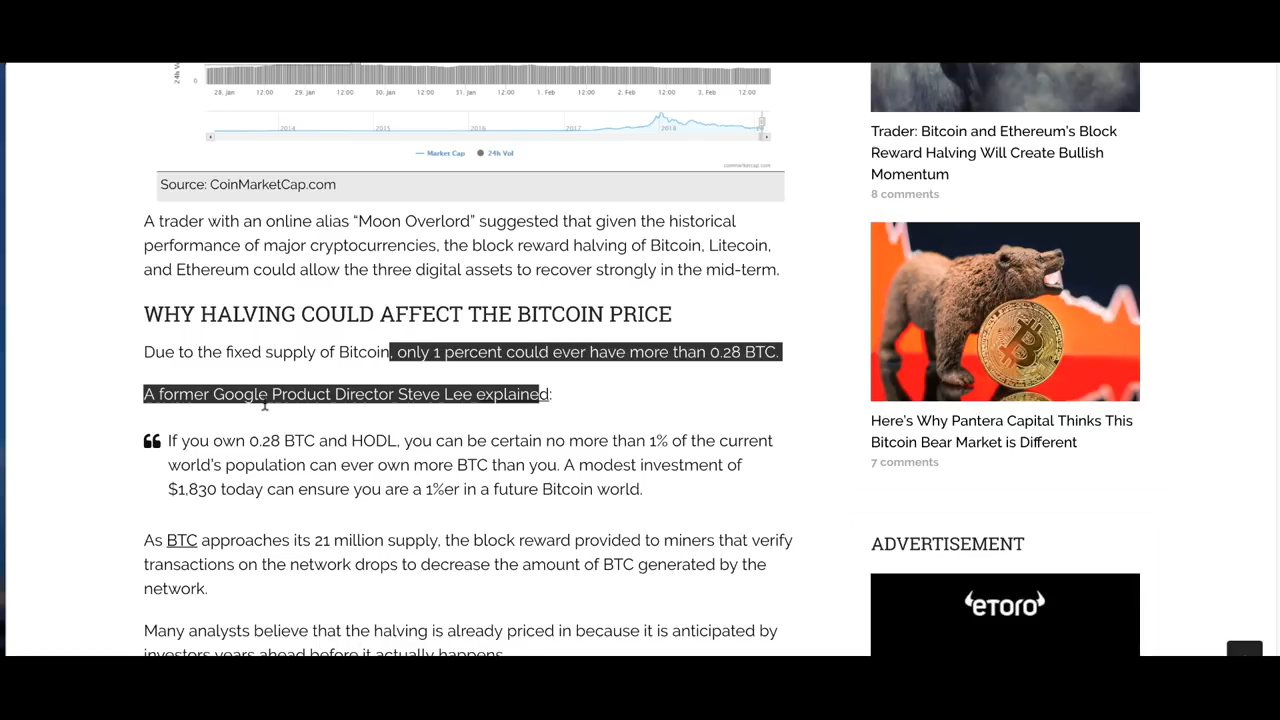 24h V
0
28. Jan 12:00 29. Jan 12:00 30. Jan 12:00 31. Jan 12:00 1. Feb 12:00 2. Feb 12:00 3. Feb 12:00
2014 2015 2016 2017 2018
Market Cap 24h Vol
coinmarketcap.com
Source: CoinMarketCap.com
A trader with an online alias “Moon Overlord” suggested that given the historical
performance of major cryptocurrencies, the block reward halving of Bitcoin, Litecoin,
and Ethereum could allow the three digital assets to recover strongly in the mid-term.
WHY HALVING COULD AFFECT THE BITCOIN PRICE
Due to the fixed supply of Bitcoin, only 1 percent could ever have more than 0.28 BTC.
A former Google Product Director Steve Lee explained:
If you own 0.28 BTC and HODL, you can be certain no more than 1% of the current
world’s population can ever own more BTC than you. A modest investment of
$1,830 today can ensure you are a 1%er in a future Bitcoin world.
As BTC approaches its 21 million supply, the block reward provided to miners that verify
transactions on the network drops to decrease the amount of BTC generated by the
network.
Many analysts believe that the halving is already priced in because it is anticipated by
investors years ahead before it actually happens.
Trader: Bitcoin and Ethereum’s Block
Reward Halving Will Create Bullish
Momentum
8 comments
Here’s Why Pantera Capital Thinks This
Bitcoin Bear Market is Different
7 comments
ADVERTISEMENT
eTORO